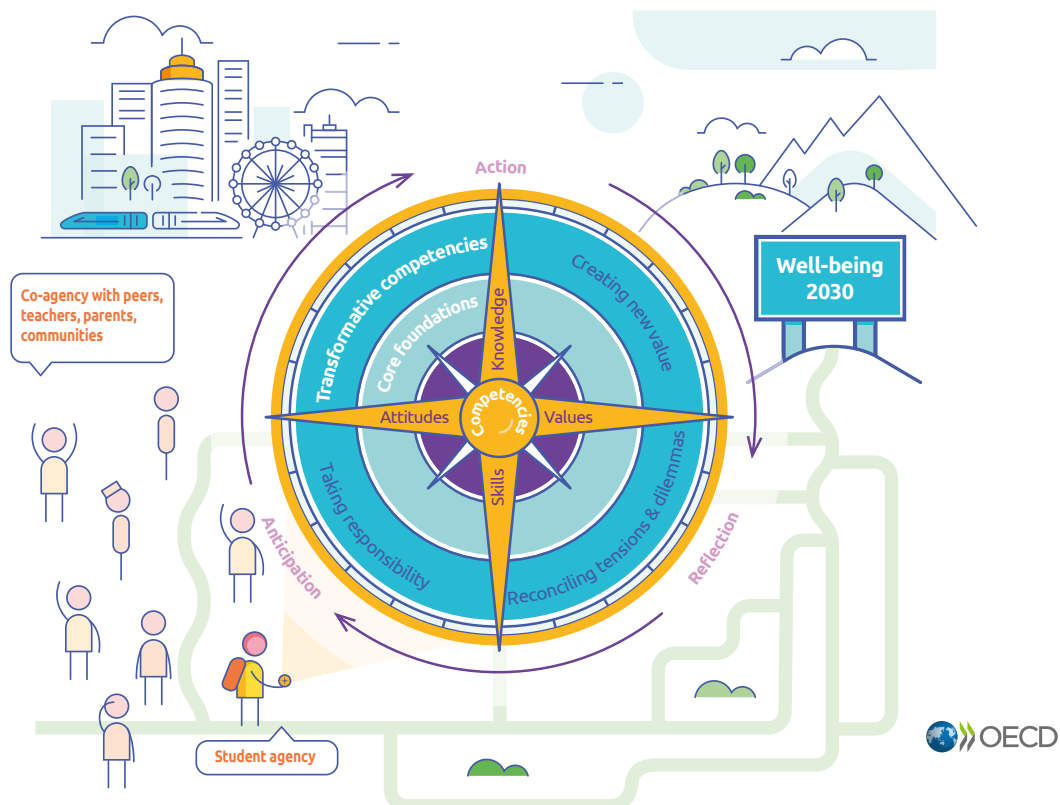 Action
Well-being
2030
Co-agency with peers,
teachers, parents,
communities
Transformative competencies
Creating new value
Core foundations
Knowledge
Attitudes
Competencies
Values
Skills
Taking responsibility
Reconciling tensions & dilemmas
Anticipation
Reflection
Student agency
OECD